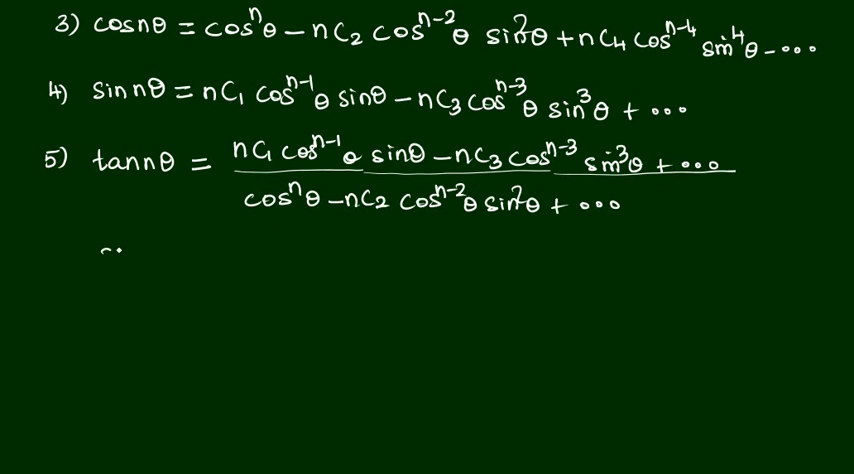 3) cosnθ = cosⁿθ − nC₂ cosⁿ⁻²θ sin²θ + nC₄ cosⁿ⁻⁴ sin⁴θ − ...
4) sin nθ = nC₁ cosⁿ⁻¹θ sinθ − nC₃ cosⁿ⁻³θ sin³θ + ...
5) tannθ = nC₁ cosⁿ⁻¹θ sinθ − nC₃ cosⁿ⁻³ sin³θ + ...
cosⁿθ − nC₂ cosⁿ⁻²θ sin²θ + ...